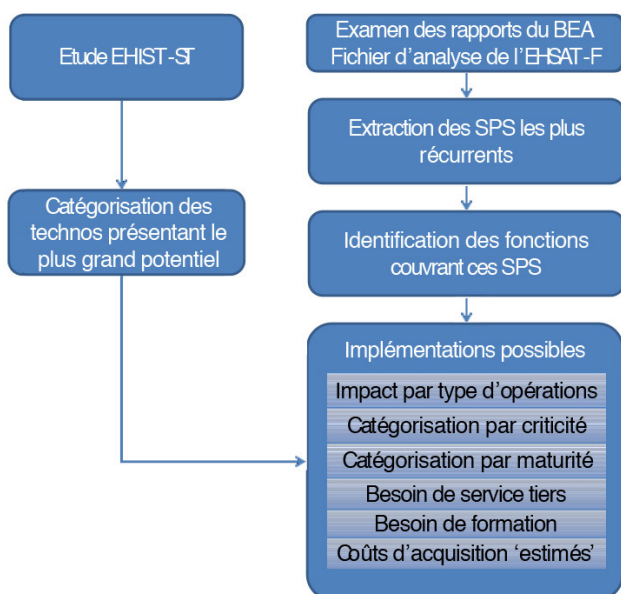 Etude EHIST-ST
Catégorisation des
technos présentant le
plus grand potentiel
Examen des rapports du BEA
Fichier d'analyse de l'EHSAT-F
Extraction des SPS les plus
récurrents
Identification des fonctions
couvrant ces SPS
Implémentations possibles
Impact par type d'opérations
Catégorisation par criticité
Catégorisation par maturité
Besoin de service tiers
Besoin de formation
Coûts d'acquisition 'estimés'